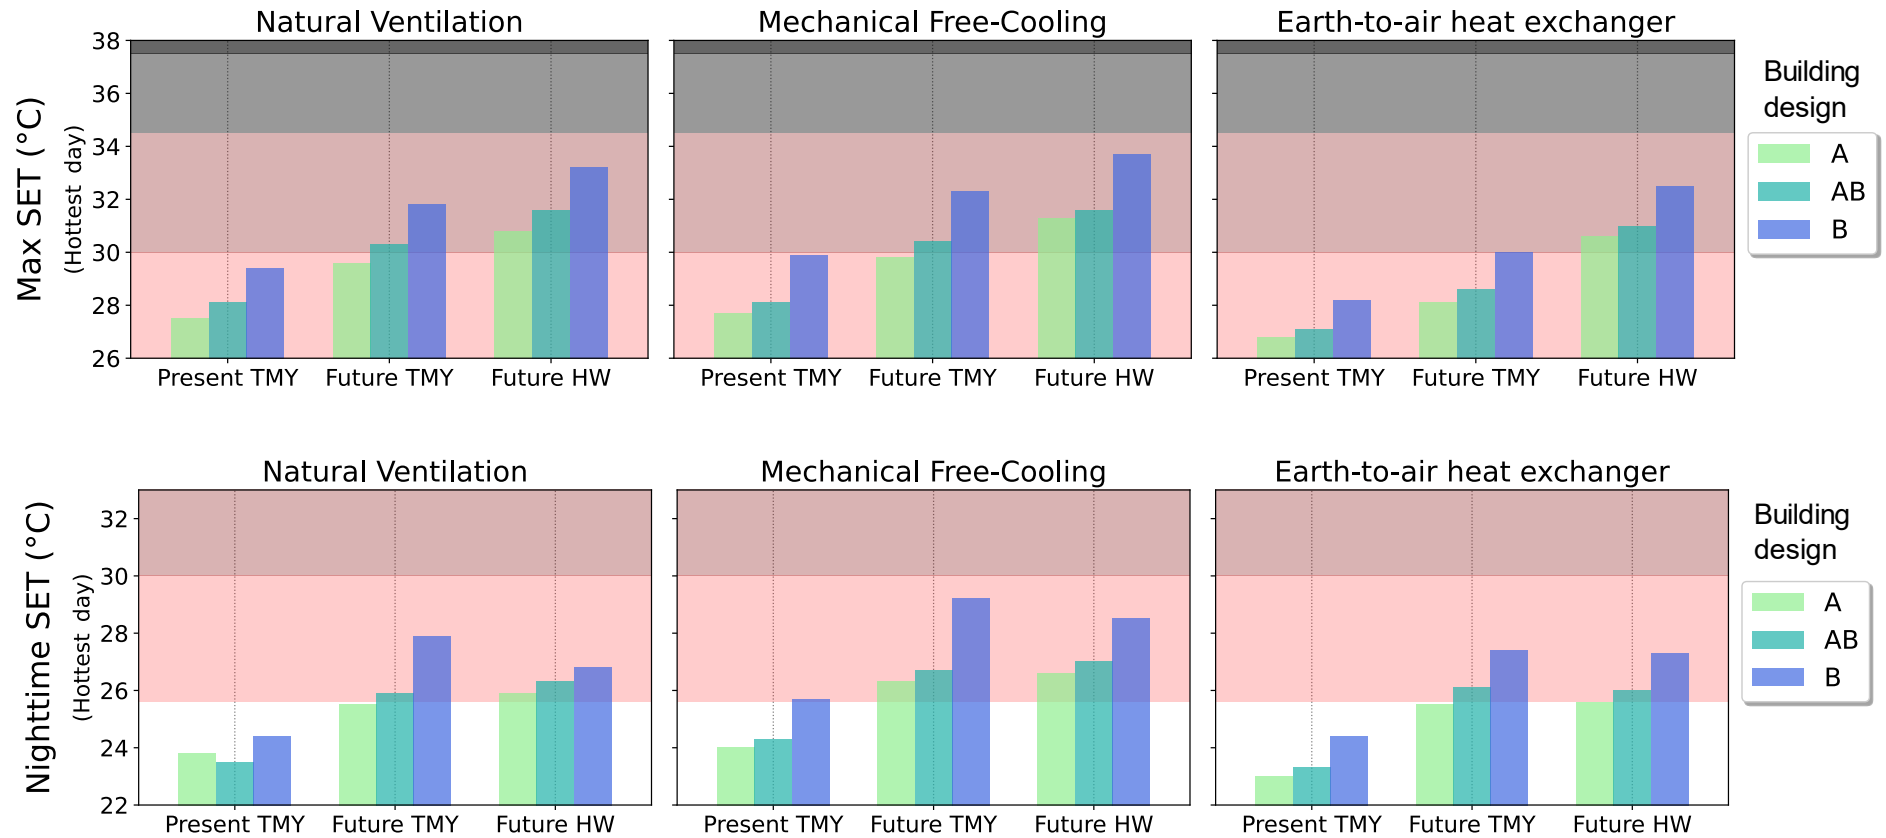 Natural Ventilation
Mechanical Free-Cooling
Earth-to-air heat exchanger
Max SET (°C)
(Hottest day)
38
36
34
32
30
28
26
Present TMY
Future TMY
Future HW
Present TMY
Future TMY
Future HW
Present TMY
Future TMY
Future HW
Building
design
A
AB
B
Natural Ventilation
Mechanical Free-Cooling
Earth-to-air heat exchanger
Nighttime SET (°C)
(Hottest day)
32
30
28
26
24
22
Present TMY
Future TMY
Future HW
Present TMY
Future TMY
Future HW
Present TMY
Future TMY
Future HW
Building
design
A
AB
B